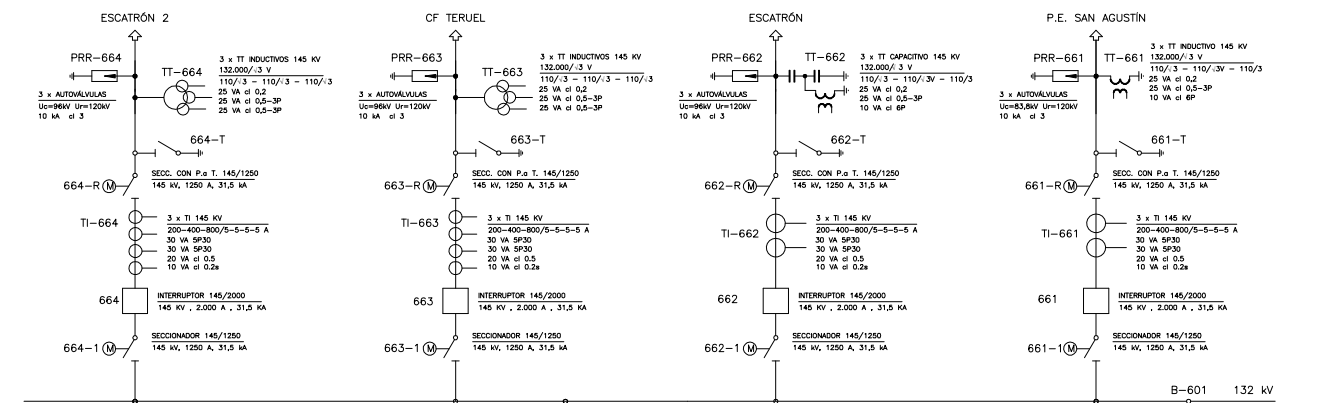 ESCATRÓN 2
PRR-664
3 x AUTOVÁLVULAS
Uc=96kV Ur=120kV
10 kA cl 3
TT-664
3 x TT INDUCTIVOS 145 KV
132.000/√3 V
110/√3 - 110/√3 - 110/√3
25 VA cl 0,2
25 VA cl 0,5-3P
25 VA cl 0,5-3P
664-T
664-R
M
SECC. CON P.a T. 145/1250
145 kV, 1250 A, 31,5 kA
TI-664
3 x TI 145 KV
200-400-800/5-5-5-5 A
30 VA 5P30
30 VA 5P30
20 VA cl 0.5
10 VA cl 0.2s
664
INTERRUPTOR 145/2000
145 KV , 2.000 A , 31,5 KA
664-1
M
SECCIONADOR 145/1250
145 kV, 1250 A, 31,5 kA
CF TERUEL
PRR-663
3 x AUTOVÁLVULAS
Uc=96kV Ur=120kV
10 kA cl 3
TT-663
3 x TT INDUCTIVOS 145 KV
132.000/√3 V
110/√3 - 110/√3 - 110/√3
25 VA cl 0,2
25 VA cl 0,5-3P
25 VA cl 0,5-3P
663-T
663-R
M
SECC. CON P.a T. 145/1250
145 kV, 1250 A, 31,5 kA
TI-663
3 x TI 145 KV
200-400-800/5-5-5-5 A
30 VA 5P30
30 VA 5P30
20 VA cl 0.5
10 VA cl 0.2s
663
INTERRUPTOR 145/2000
145 KV , 2.000 A , 31,5 KA
663-1
M
SECCIONADOR 145/1250
145 kV, 1250 A, 31,5 kA
ESCATRÓN
PRR-662
3 x AUTOVÁLVULAS
Uc=96kV Ur=120kV
10 kA cl 3
TT-662
3 x TT CAPACITIVO 145 KV
132.000/√3 V
110/√3 - 110/√3V - 110/3
25 VA cl 0,2
25 VA cl 0,5-3P
10 VA cl 6P
662-T
662-R
M
SECC. CON P.a T. 145/1250
145 kV, 1250 A, 31,5 kA
TI-662
3 x TI 145 KV
200-400-800/5-5-5-5 A
30 VA 5P30
30 VA 5P30
20 VA cl 0.5
10 VA cl 0.2s
662
INTERRUPTOR 145/2000
145 KV , 2.000 A , 31,5 KA
662-1
M
SECCIONADOR 145/1250
145 kV, 1250 A, 31,5 kA
P.E. SAN AGUSTÍN
PRR-661
3 x AUTOVÁLVULAS
Uc=83,8kV Ur=120kV
10 kA cl 3
TT-661
3 x TT INDUCTIVO 145 KV
132.000/√3 V
110/√3 - 110/√3V - 110/3
25 VA cl 0,2
25 VA cl 0,5-3P
10 VA cl 6P
661-T
661-R
M
SECC. CON P.a T. 145/1250
145 kV, 1250 A, 31,5 kA
TI-661
3 x TI 145 KV
200-400-800/5-5-5-5 A
30 VA 5P30
30 VA 5P30
20 VA cl 0.5
10 VA cl 0.2s
661
INTERRUPTOR 145/2000
145 KV , 2.000 A , 31,5 KA
661-1
M
SECCIONADOR 145/1250
145 kV, 1250 A, 31,5 kA
B-601 132 kV